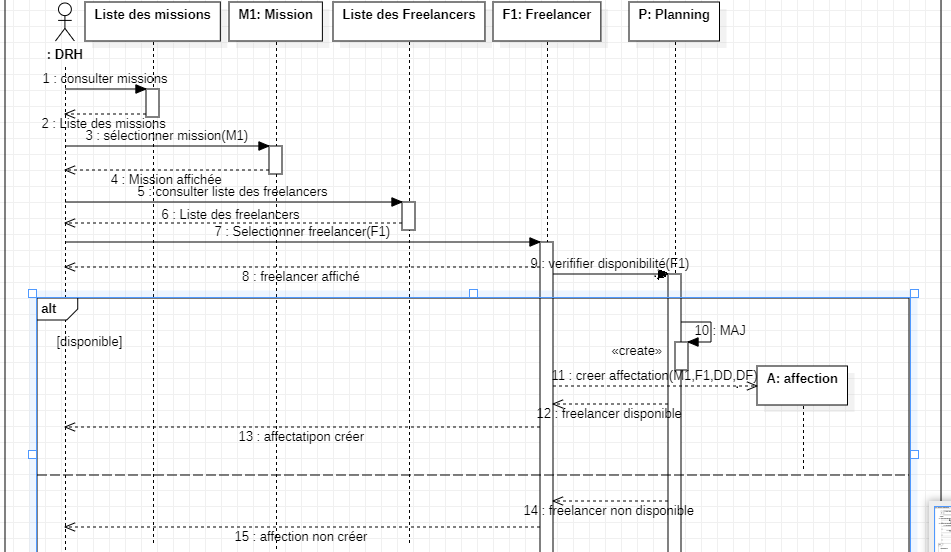 Liste des missions
M1: Mission
Liste des Freelancers
F1: Freelancer
P: Planning
: DRH
1 : consulter missions
2 : Liste des missions
3 : sélectionner mission(M1)
4 : Mission affichée
5 : consulter liste des freelancers
6 : Liste des freelancers
7 : Selectionner freelancer(F1)
8 : freelancer affiché
9 : verififier disponibilité(F1)
alt
[disponible]
10 : MAJ
«create»
11 : creer affectation(M1,F1,DD,DF)
A: affection
12 : freelancer disponible
13 : affectatipon créer
14 : freelancer non disponible
15 : affection non créer